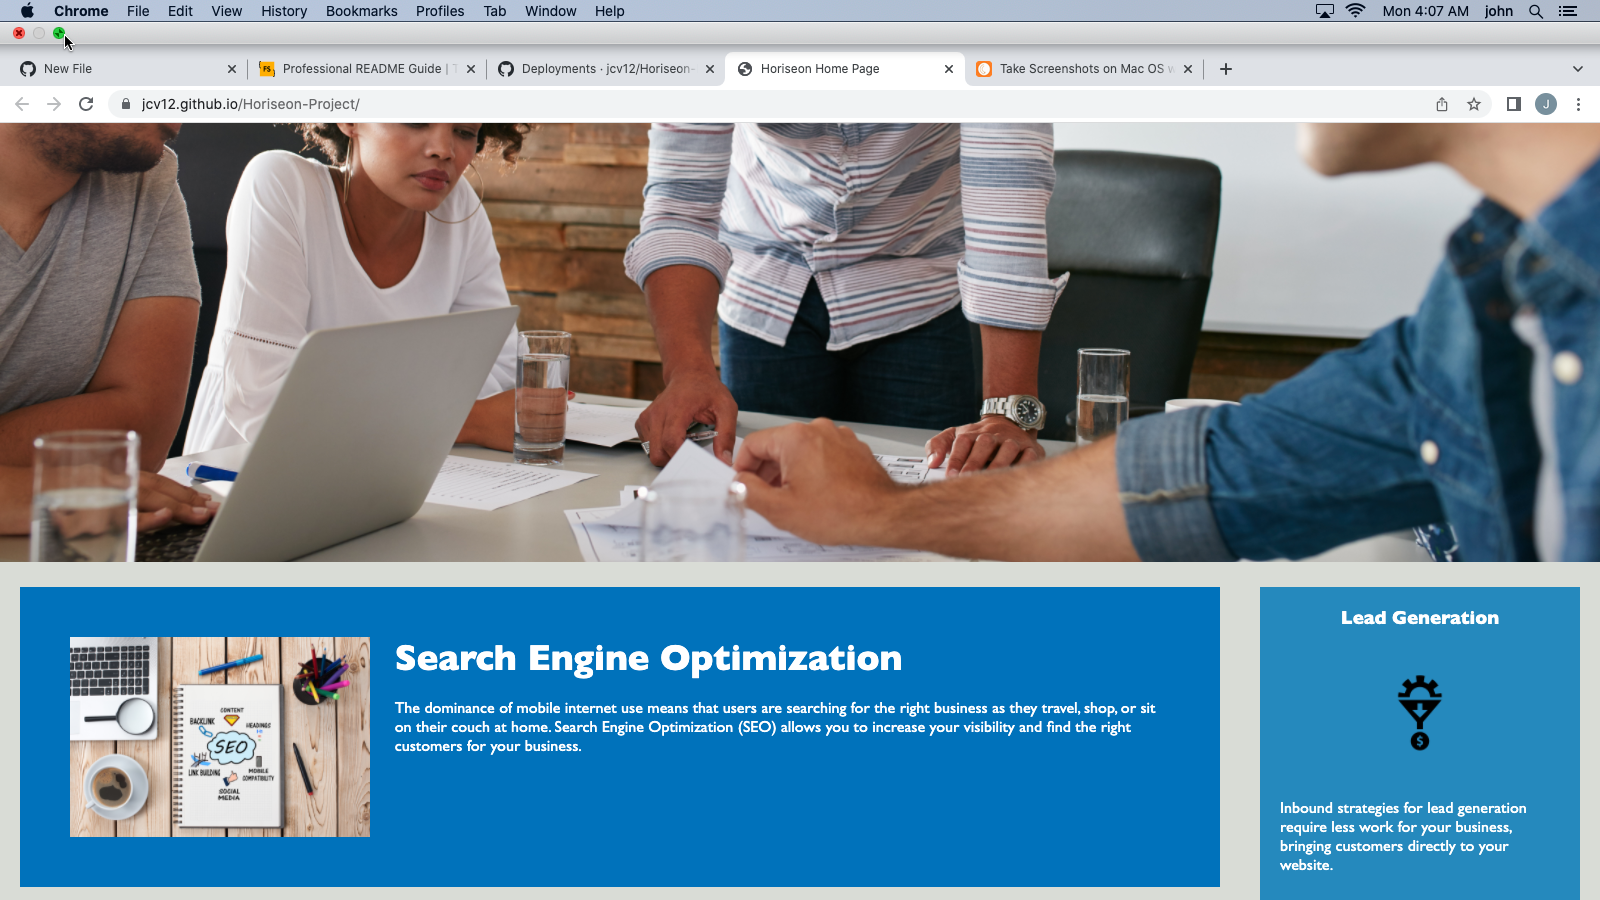 Chrome File Edit View History Bookmarks Profiles Tab Window Help Mon 4:07 AM john
New File
FS Professional README Guide |
Deployments · jcv12/Horiseon-
Horiseon Home Page
Take Screenshots on Mac OS
jcv12.github.io/Horiseon-Project/
J
Search Engine Optimization
The dominance of mobile internet use means that users are searching for the right business as they travel, shop, or sit
on their couch at home. Search Engine Optimization (SEO) allows you to increase your visibility and find the right
customers for your business.
CONTENT
BACKLINK
HEADINGS
SEO
LINK BUILDING
MOBILE
COMPATIBILITY
SOCIAL
MEDIA
Lead Generation
$
Inbound strategies for lead generation
require less work for your business,
bringing customers directly to your
website.